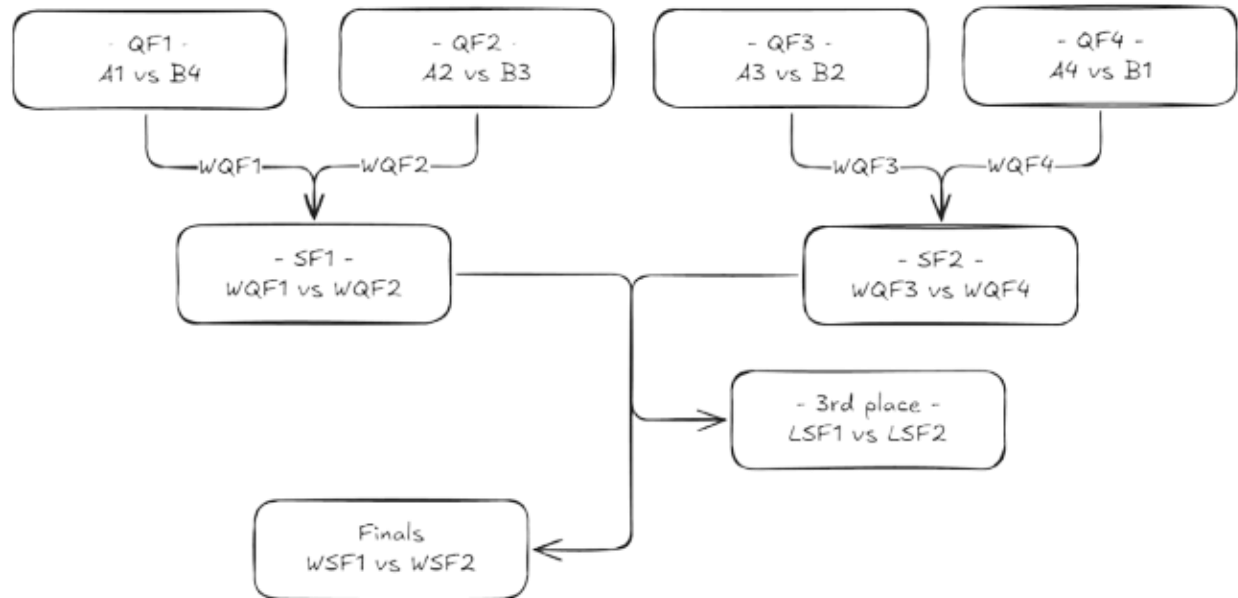 - QF1 -
A1 vs B4
- QF2 -
A2 vs B3
- QF3 -
A3 vs B2
- QF4 -
A4 vs B1
WQF1
WQF2
WQF3
WQF4
- SF1 -
WQF1 vs WQF2
- SF2 -
WQF3 vs WQF4
- 3rd place -
LSF1 vs LSF2
Finals
WSF1 vs WSF2